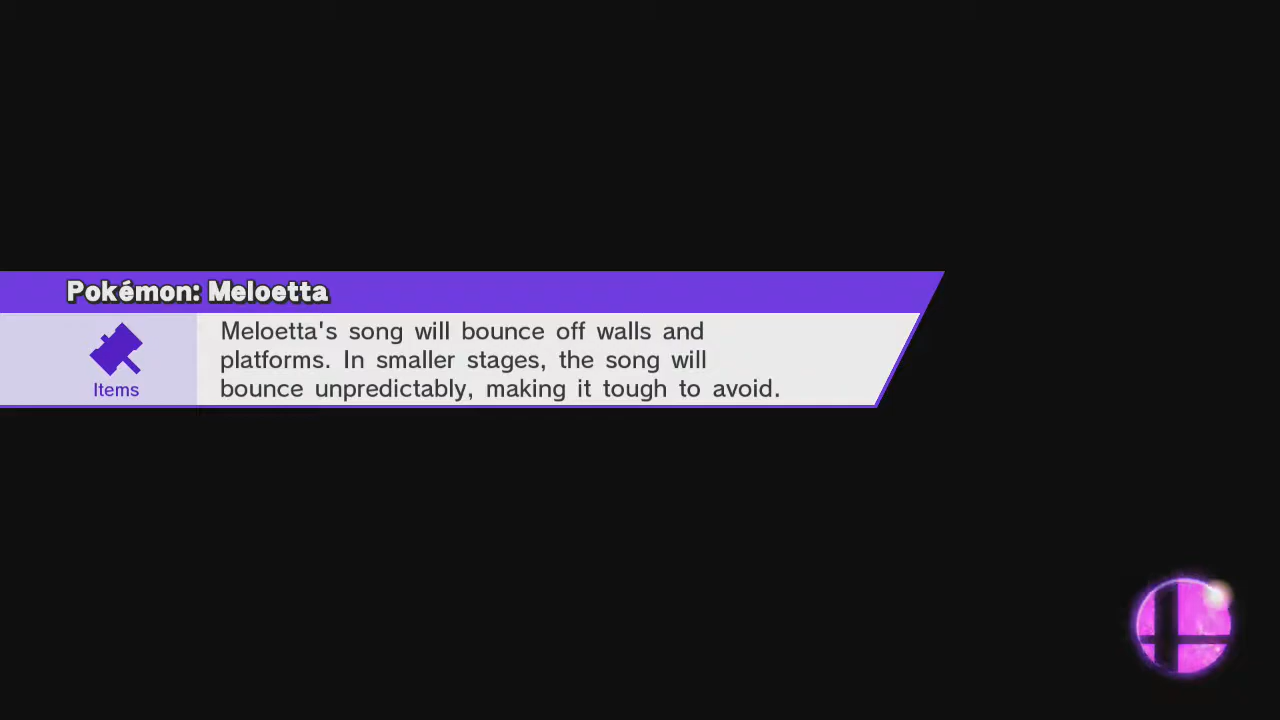 Pokémon: Meloetta
Items
Meloetta's song will bounce off walls and
platforms. In smaller stages, the song will
bounce unpredictably, making it tough to avoid.